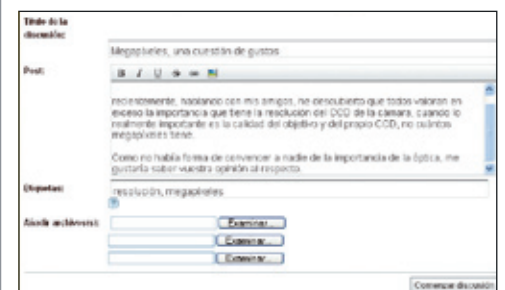 Título de la
discusión:
Megapíxeles, una cuestión de gustos
Post:
B I U
recientemente, hablando con mis amigos, he descubierto que todos valoran en
exceso la importancia que tiene la resolución del CCD de la cámara, cuando lo
realmente importante es la calidad del objetivo y del propio CCD, no cuántos
megapíxeles tiene.
Como no había forma de convencer a nadie de la importancia de la óptica, me
gustaría saber vuestra opinión al respecto.
Etiquetas:
resolución, megapíxeles
Añadir archivos:
Examinar...
Examinar...
Examinar...
Comenzar discusión